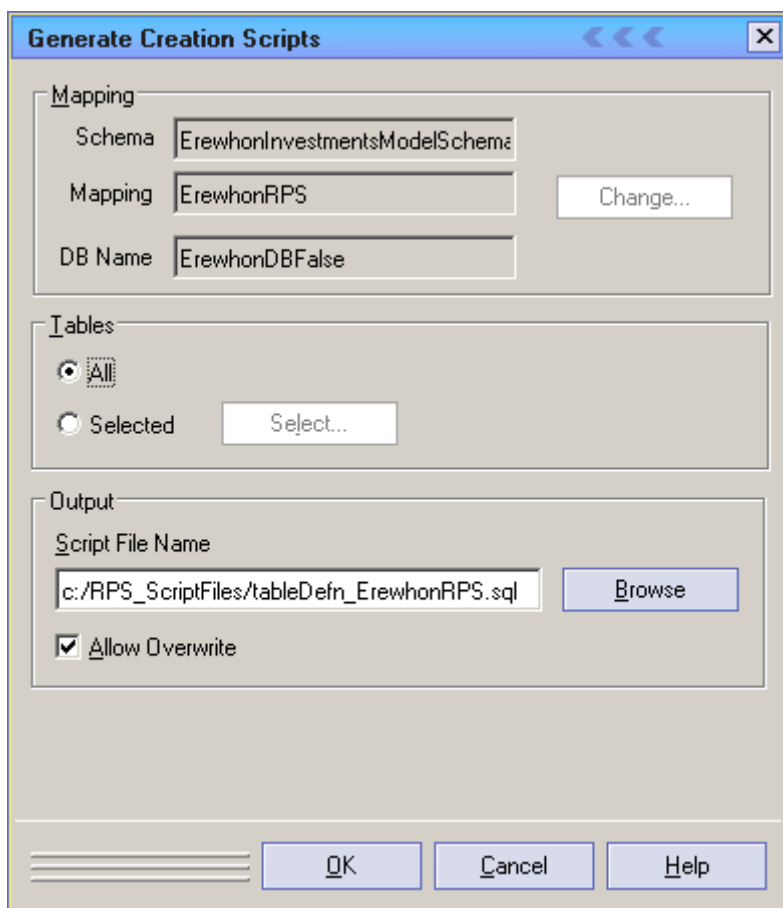 Generate Creation Scripts
Mapping
Schema ErewhonInvestmentsModelSchema
Mapping ErewhonRPS Change...
DB Name ErewhonDBFalse
Tables
All
Selected Select...
Output
Script File Name
c:/RPS_ScriptFiles/tableDefn_ErewhonRPS.sql Browse
Allow Overwrite
OK Cancel Help